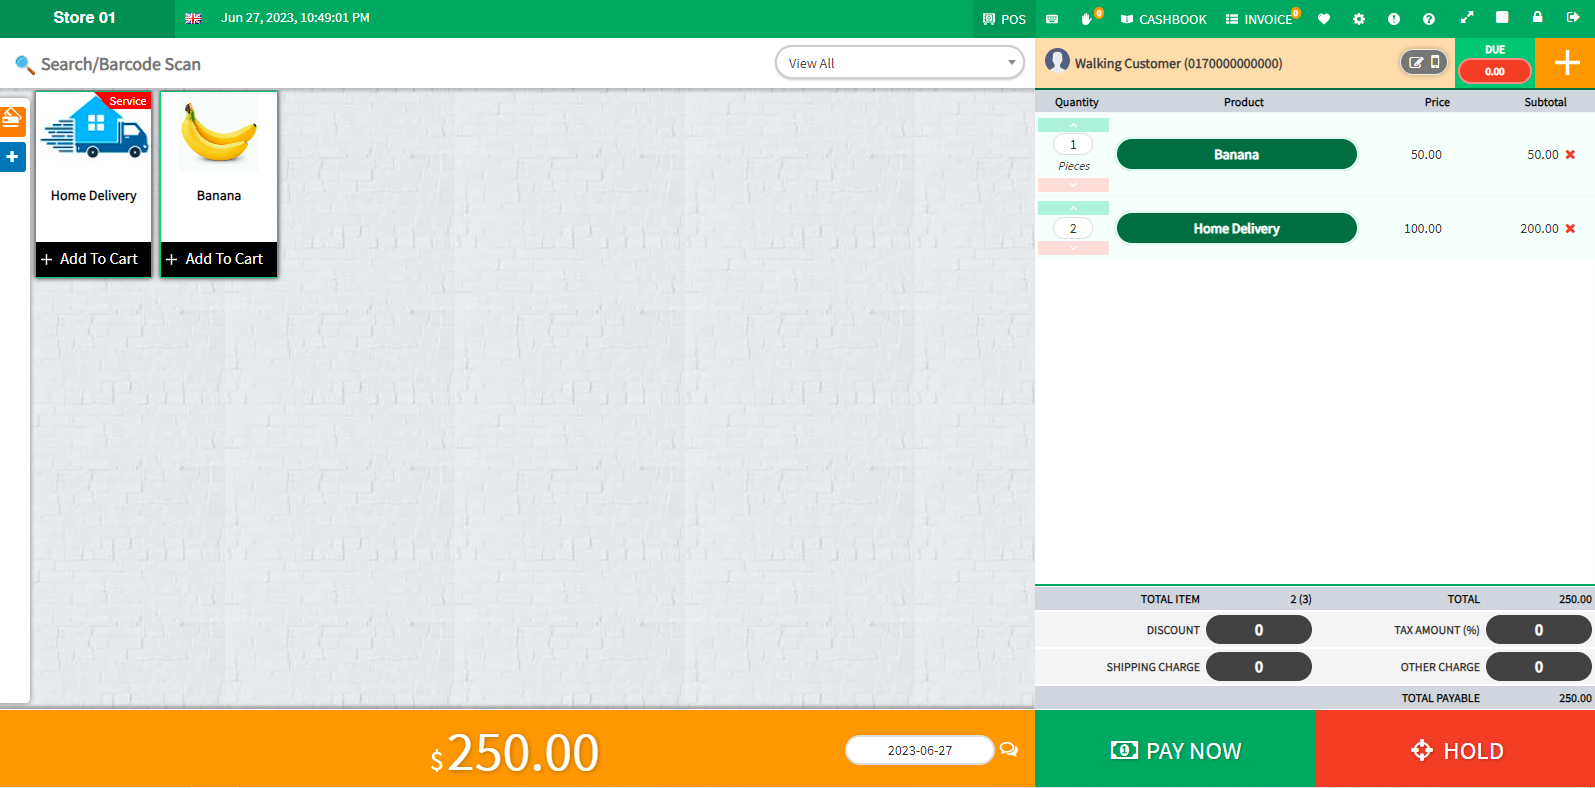 Store 01
Jun 27, 2023, 10:49:01 PM
POS
0
CASHBOOK
INVOICE
0
Search/Barcode Scan
View All
Walking Customer (0170000000000)
DUE
0.00
Service
Home Delivery
Add To Cart
Banana
Add To Cart
Quantity Product Price Subtotal
1
Pieces
Banana 50.00 50.00
2 Home Delivery 100.00 200.00
TOTAL ITEM 2 (3) TOTAL 250.00
DISCOUNT 0 TAX AMOUNT (%) 0
SHIPPING CHARGE 0 OTHER CHARGE 0
TOTAL PAYABLE 250.00
$250.00
2023-06-27
PAY NOW
HOLD